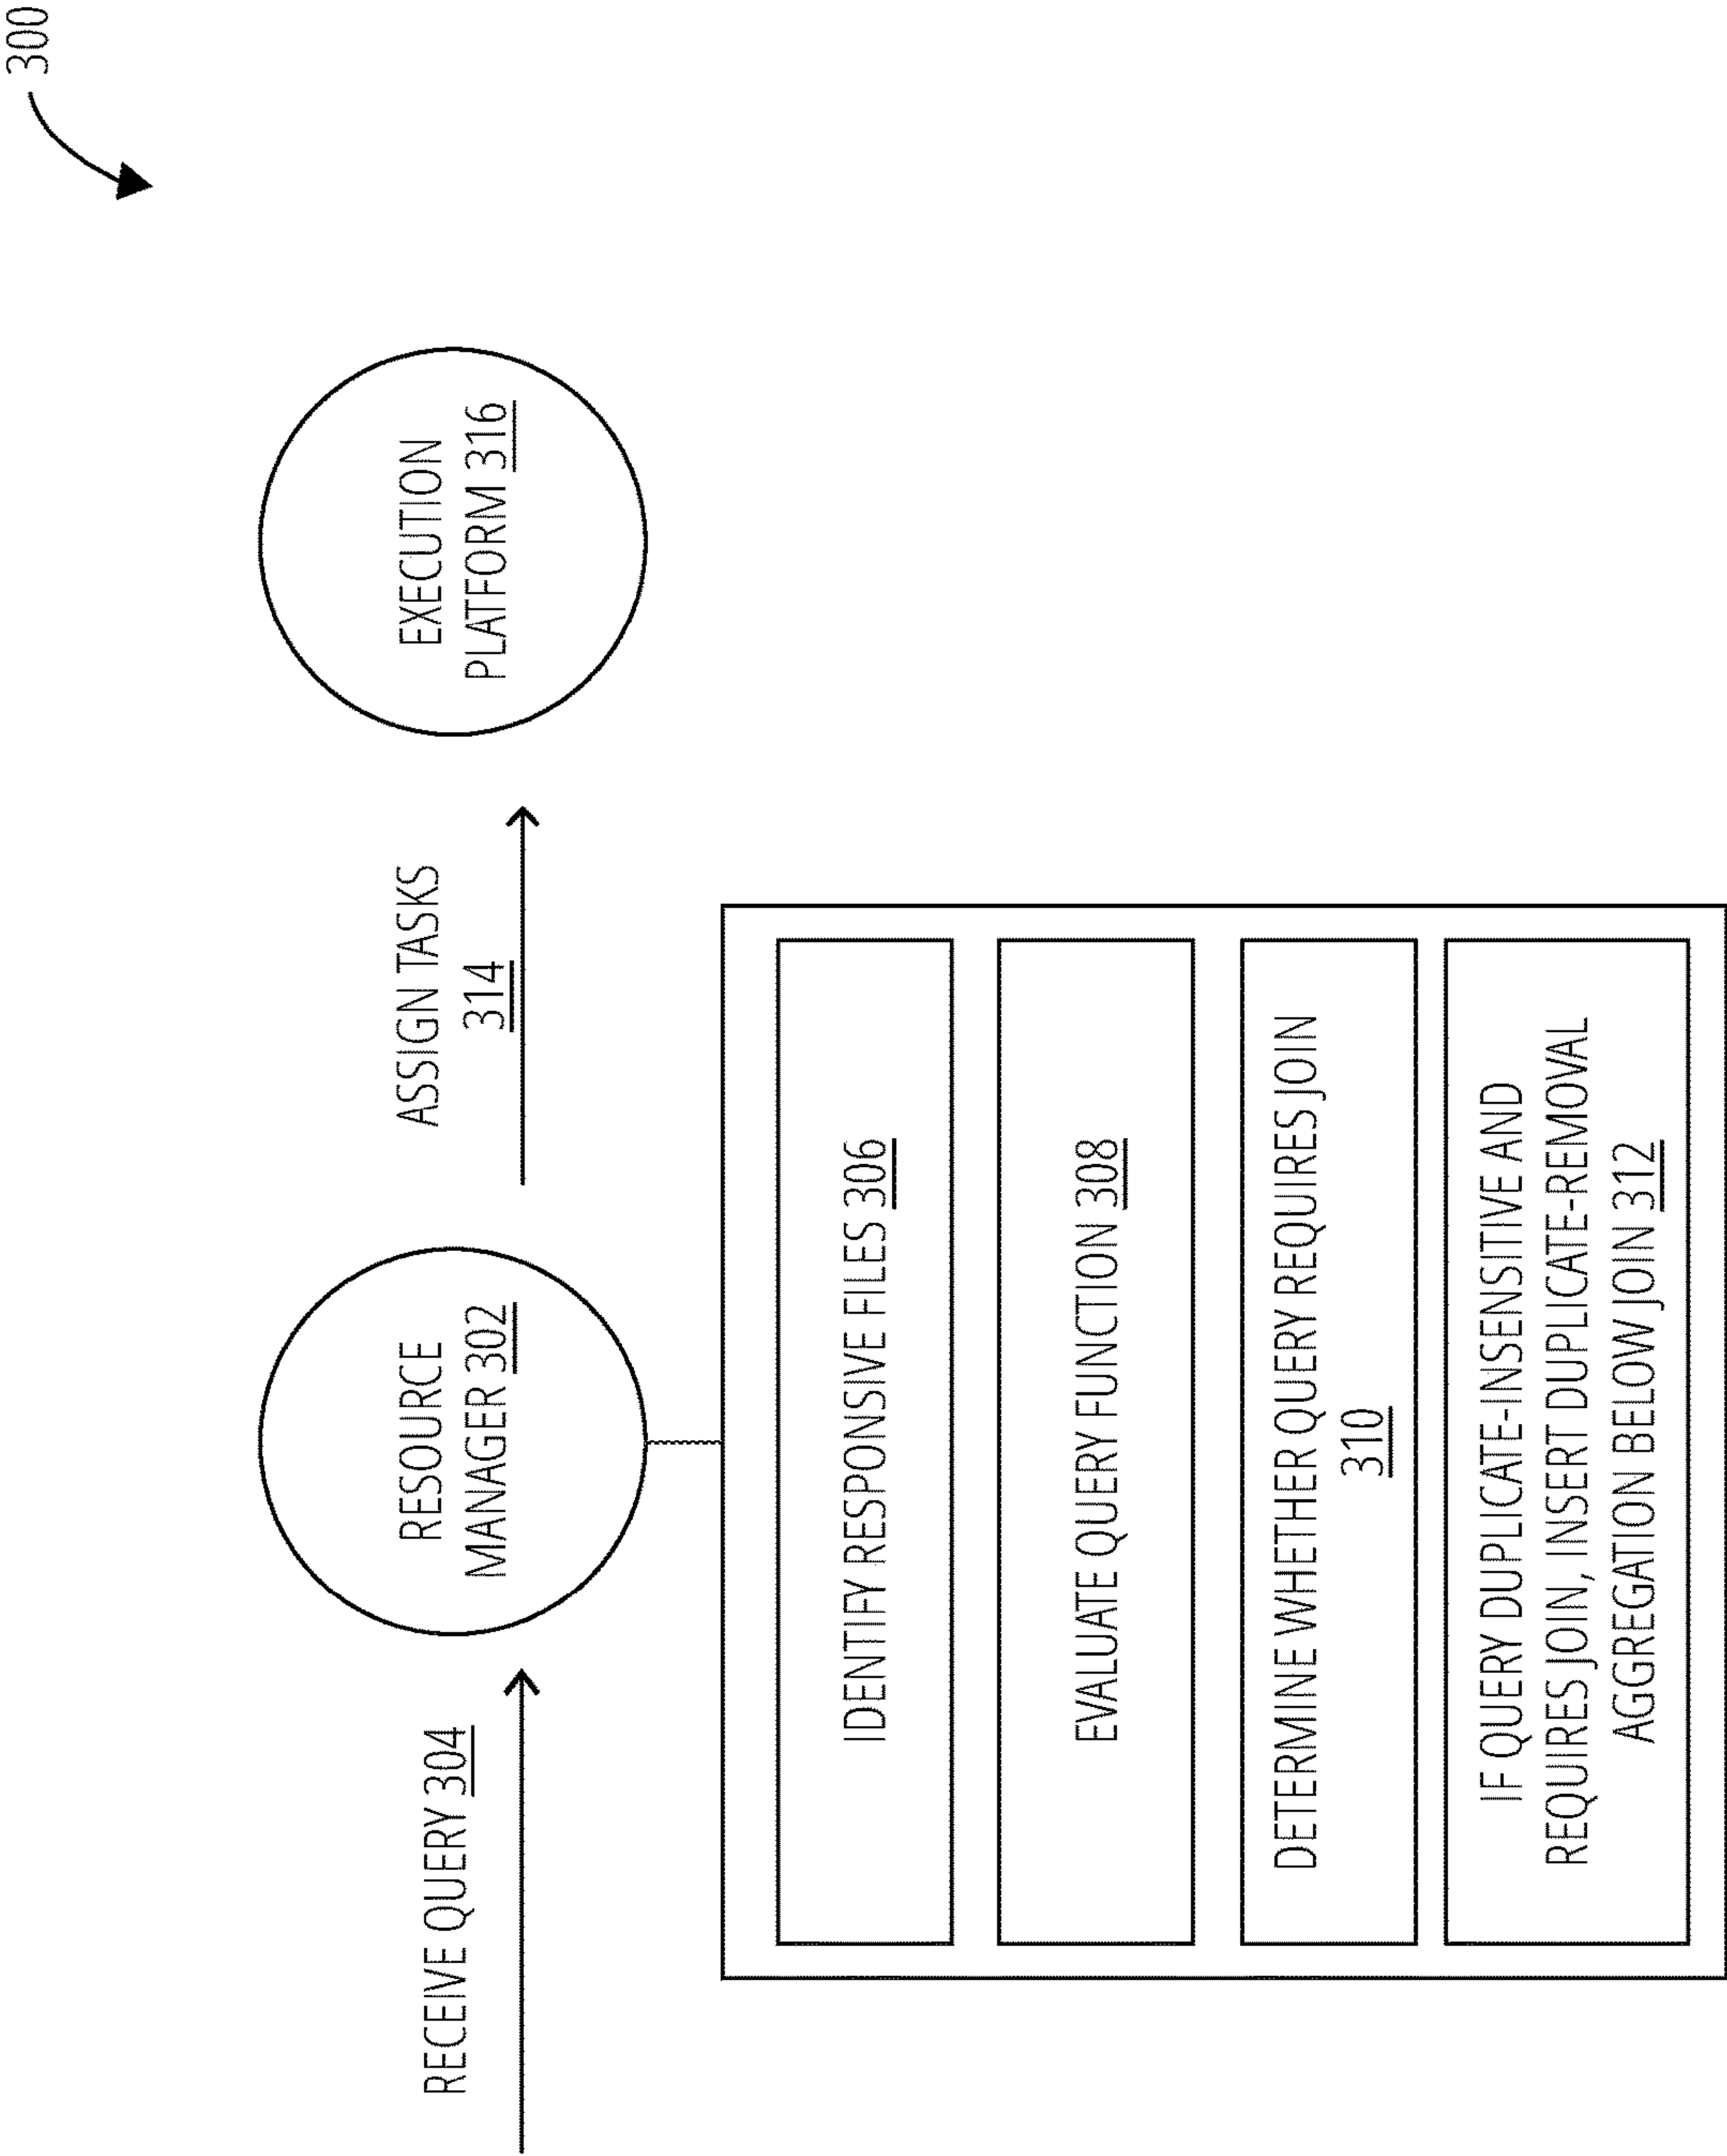 300
RECEIVE QUERY 304
RESOURCE
MANAGER 302
ASSIGN TASKS
314
EXECUTION
PLATFORM 316
IDENTIFY RESPONSIVE FILES 306
EVALUATE QUERY FUNCTION 308
DETERMINE WHETHER QUERY REQUIRES JOIN
310
IF QUERY DUPLICATE-INSENSITIVE AND
REQUIRES JOIN, INSERT DUPLICATE-REMOVAL
AGGREGATION BELOW JOIN 312